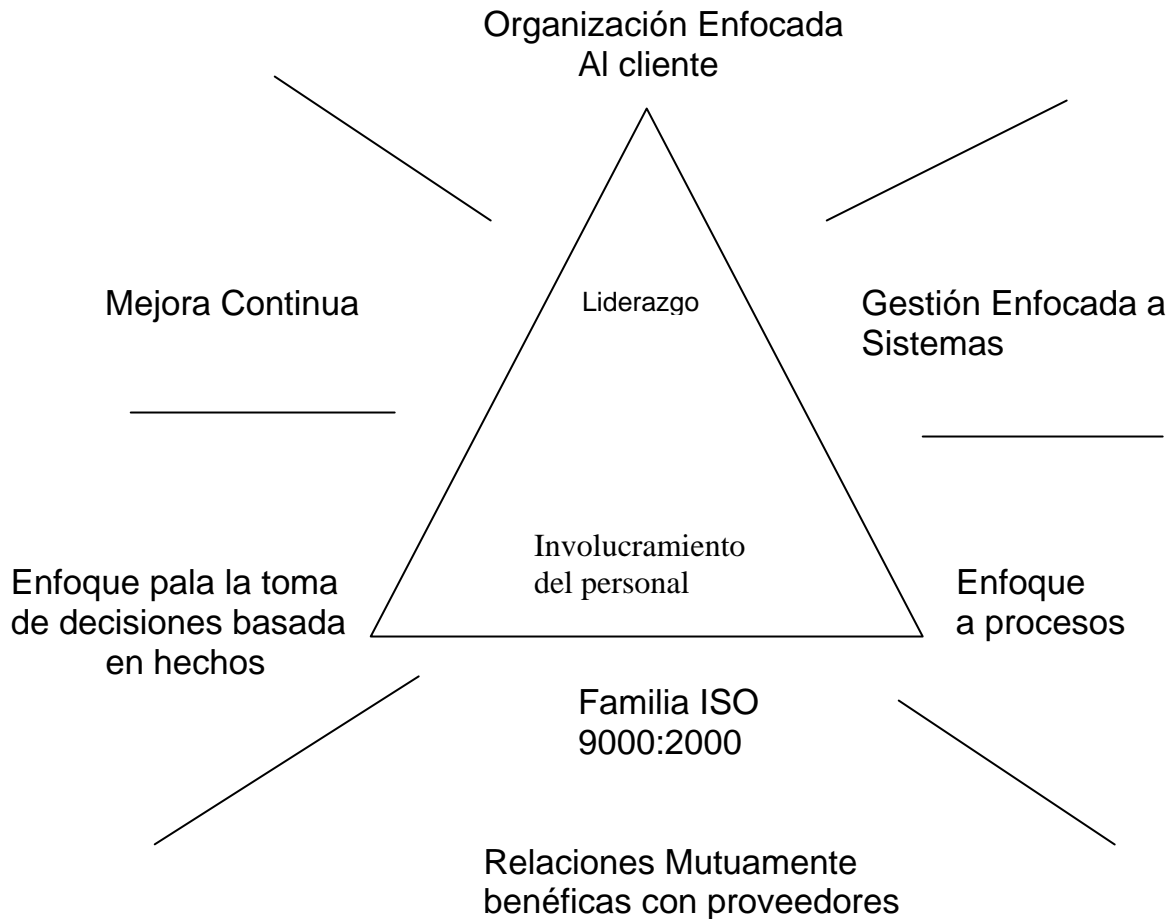 Organización Enfocada
Al cliente
Mejora Continua
Liderazgo
Gestión Enfocada a
Sistemas
Involucramiento
del personal
Enfoque pala la toma
de decisiones basada
en hechos
Enfoque
a procesos
Familia ISO
9000:2000
Relaciones Mutuamente
benéficas con proveedores